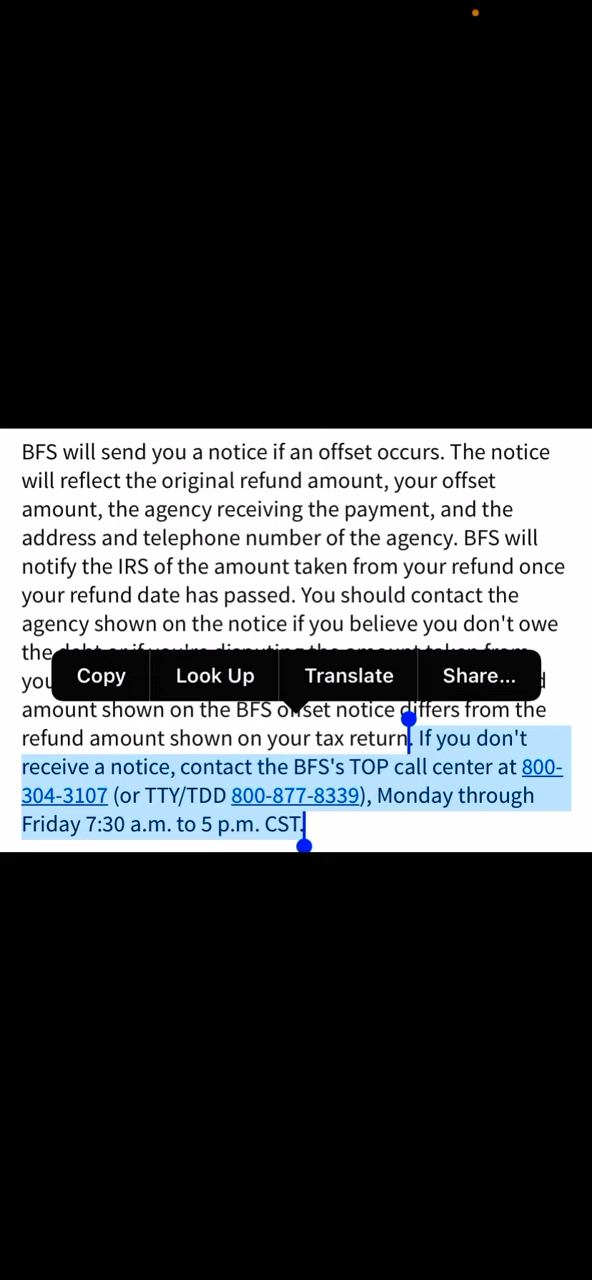 BFS will send you a notice if an offset occurs. The notice
will reflect the original refund amount, your offset
amount, the agency receiving the payment, and the
address and telephone number of the agency. BFS will
notify the IRS of the amount taken from your refund once
your refund date has passed. You should contact the
agency shown on the notice if you believe you don't owe
the
Copy Look Up Translate Share...
amount shown on the BFS offset notice differs from the
refund amount shown on your tax return. If you don't
receive a notice, contact the BFS's TOP call center at 800-
304-3107 (or TTY/TDD 800-877-8339), Monday through
Friday 7:30 a.m. to 5 p.m. CST.